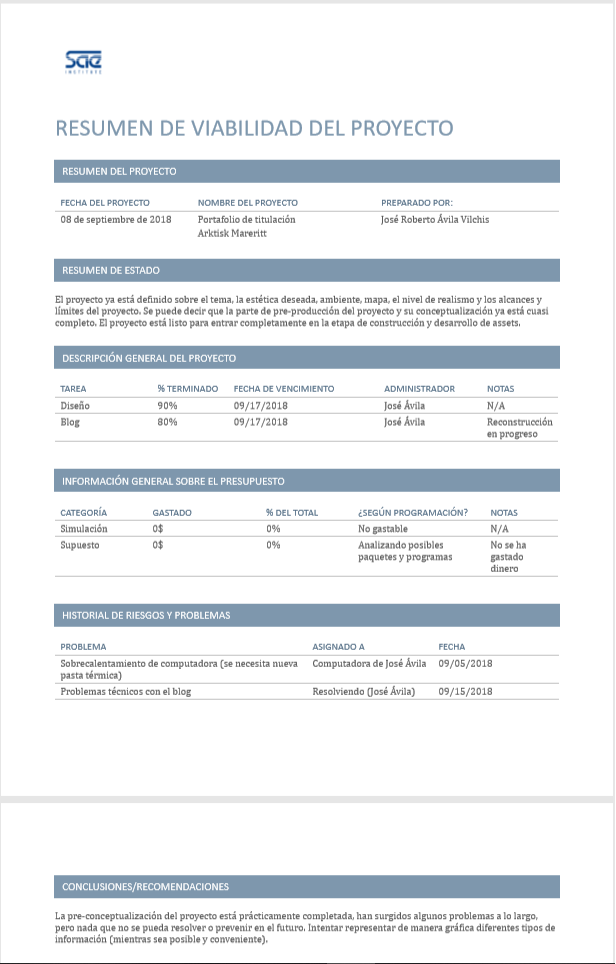 SAE
INSTITUTE
RESUMEN DE VIABILIDAD DEL PROYECTO
RESUMEN DEL PROYECTO
FECHA DEL PROYECTO NOMBRE DEL PROYECTO PREPARADO POR:
08 de septiembre de 2018 Portafolio de titulación José Roberto Ávila Vilchis
Arktisk Mareritt
RESUMEN DE ESTADO
El proyecto ya está definido sobre el tema, la estética deseada, ambiente, mapa, el nivel de realismo y los alcances y
límites del proyecto. Se puede decir que la parte de pre-producción del proyecto y su conceptualización ya está cuasi
completo. El proyecto está listo para entrar completamente en la etapa de construcción y desarrollo de assets.
DESCRIPCIÓN GENERAL DEL PROYECTO
TAREA % TERMINADO FECHA DE VENCIMIENTO ADMINISTRADOR NOTAS
Diseño 90% 09/17/2018 José Ávila N/A
Blog 80% 09/17/2018 José Ávila Reconstrucción
en progreso
INFORMACIÓN GENERAL SOBRE EL PRESUPUESTO
CATEGORÍA GASTADO % DEL TOTAL ¿SEGÚN PROGRAMACIÓN? NOTAS
Simulación 0$ 0% No gastable N/A
Supuesto 0$ 0% Analizando posibles No se ha
paquetes y programas gastado
dinero
HISTORIAL DE RIESGOS Y PROBLEMAS
PROBLEMA ASIGNADO A FECHA
Sobrecalentamiento de computadora (se necesita nueva Computadora de José Ávila 09/05/2018
pasta térmica)
Problemas técnicos con el blog Resolviendo (José Ávila) 09/15/2018
CONCLUSIONES/RECOMENDACIONES
La pre-conceptualización del proyecto está prácticamente completada, han surgidos algunos problemas a lo largo,
pero nada que no se pueda resolver o prevenir en el futuro. Intentar representar de manera gráfica diferentes tipos de
información (mientras sea posible y conveniente).